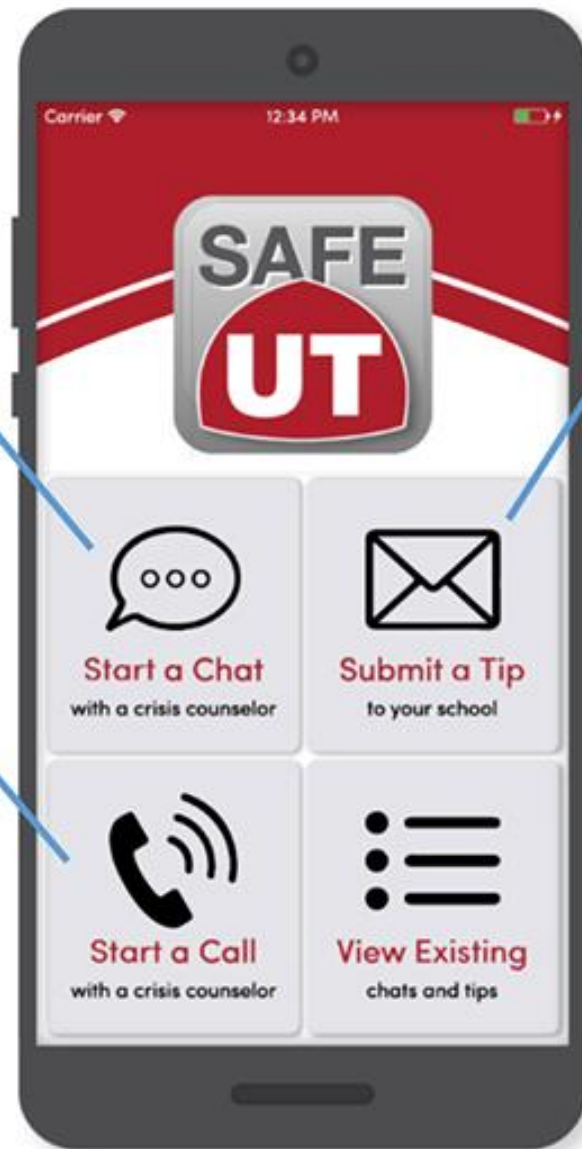 Carrier 12:34 PM
SAFE
UT
Start a Chat
with a crisis counselor
Submit a Tip
to your school
Start a Call
with a crisis counselor
View Existing
chats and tips